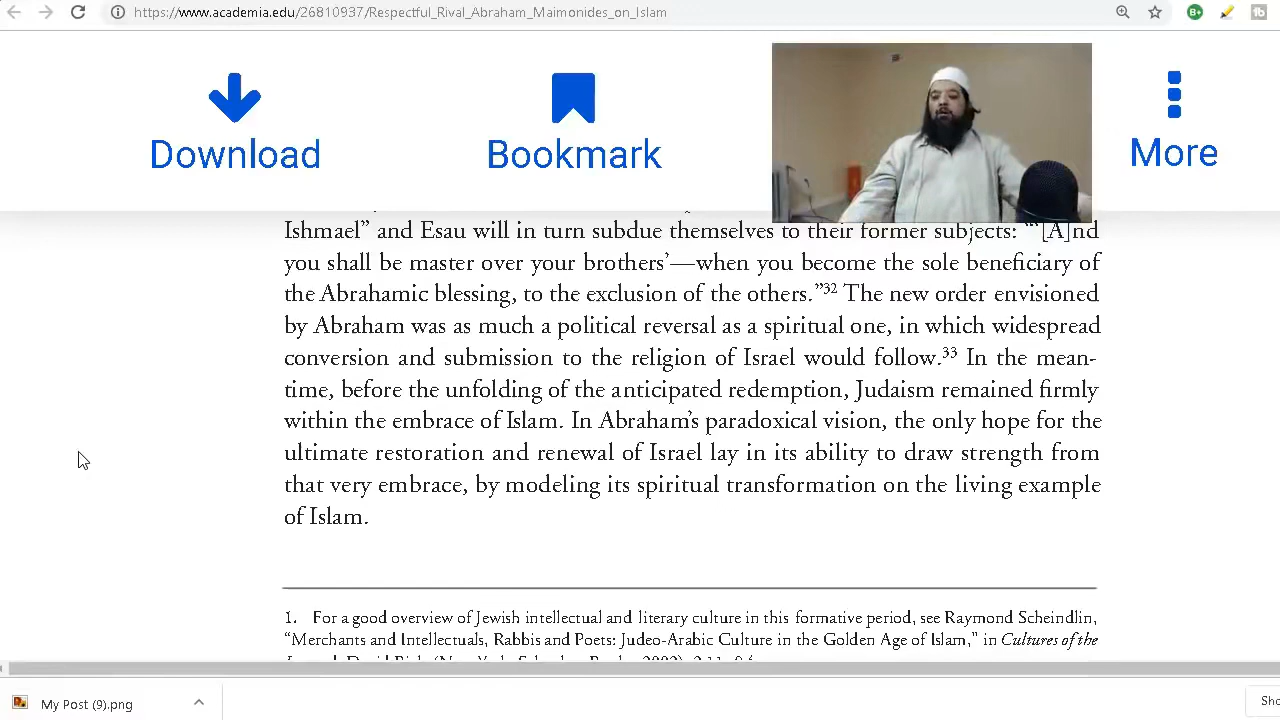 https://www.academia.edu/26810937/Respectful_Rival_Abraham_Maimonides_on_Islam
Download
Bookmark
More
Ishmael” and Esau will in turn subdue themselves to their former subjects: “‘[A]nd
you shall be master over your brothers’—when you become the sole beneficiary of
the Abrahamic blessing, to the exclusion of the others.”32 The new order envisioned
by Abraham was as much a political reversal as a spiritual one, in which widespread
conversion and submission to the religion of Israel would follow.33 In the mean-
time, before the unfolding of the anticipated redemption, Judaism remained firmly
within the embrace of Islam. In Abraham’s paradoxical vision, the only hope for the
ultimate restoration and renewal of Israel lay in its ability to draw strength from
that very embrace, by modeling its spiritual transformation on the living example
of Islam.
1. For a good overview of Jewish intellectual and literary culture in this formative period, see Raymond Scheindlin,
“Merchants and Intellectuals, Rabbis and Poets: Judeo-Arabic Culture in the Golden Age of Islam,” in Cultures of the
My Post (9).png
Sho